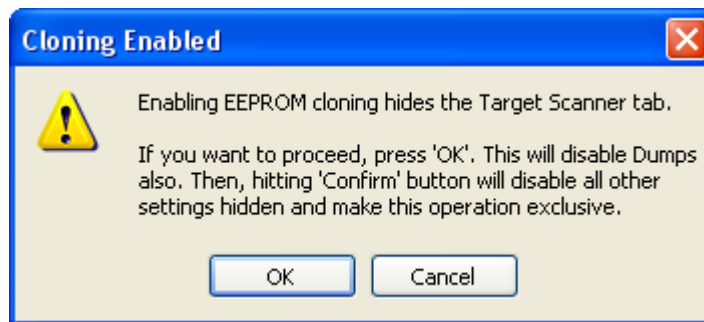 Cloning Enabled
Enabling EEPROM cloning hides the Target Scanner tab.
If you want to proceed, press 'OK'. This will disable Dumps
also. Then, hitting 'Confirm' button will disable all other
settings hidden and make this operation exclusive.
OK
Cancel